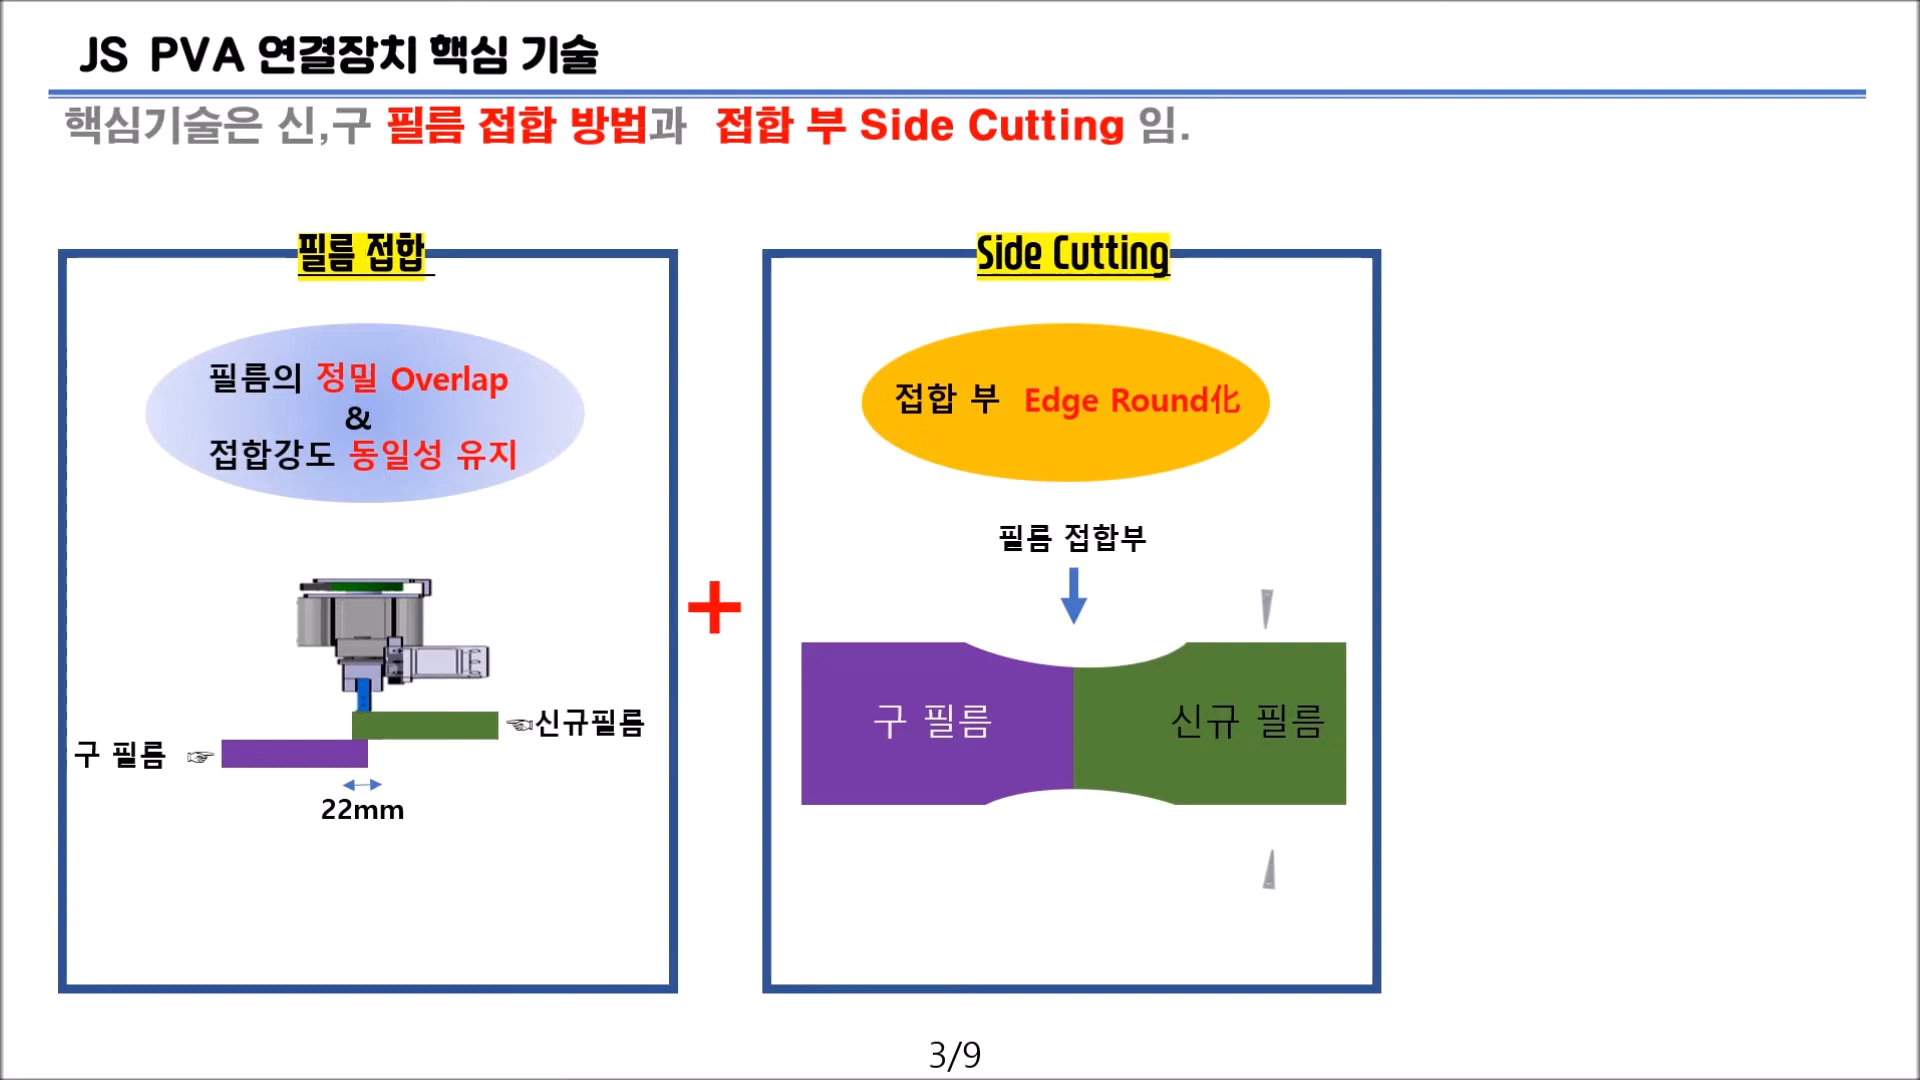 JS PVA 연결장치 핵심 기술
핵심기술은 신,구 필름 접합 방법과 접합 부 Side Cutting 임.
필름 접합
필름의 정밀 Overlap
&
접합강도 동일성 유지
☜신규필름
구 필름 ☞
22mm
+
Side Cutting
접합 부 Edge Round化
필름 접합부
구 필름
신규 필름
3/9